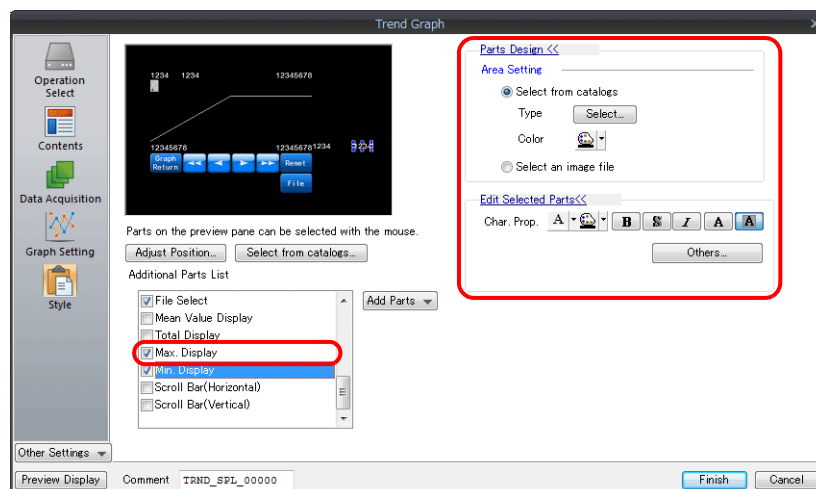 Trend Graph
Operation
Select
Contents
Data Acquisition
Graph Setting
Style
Other Settings
1234 1234 12345678
12345678 12345678 1234
Graph
Return
Reset
File
Parts on the preview pane can be selected with the mouse.
Adjust Position... Select from catalogs...
Additional Parts List
File Select
Mean Value Display
Total Display
Max. Display
Min. Display
Scroll Bar(Horizontal)
Scroll Bar(Vertical)
Add Parts
Parts Design <<
Area Setting
Select from catalogs
Type Select...
Color
Select an image file
Edit Selected Parts<<
Char. Prop. A B S I A A
Others...
Preview Display Comment TRND_SPL_00000 Finish Cancel